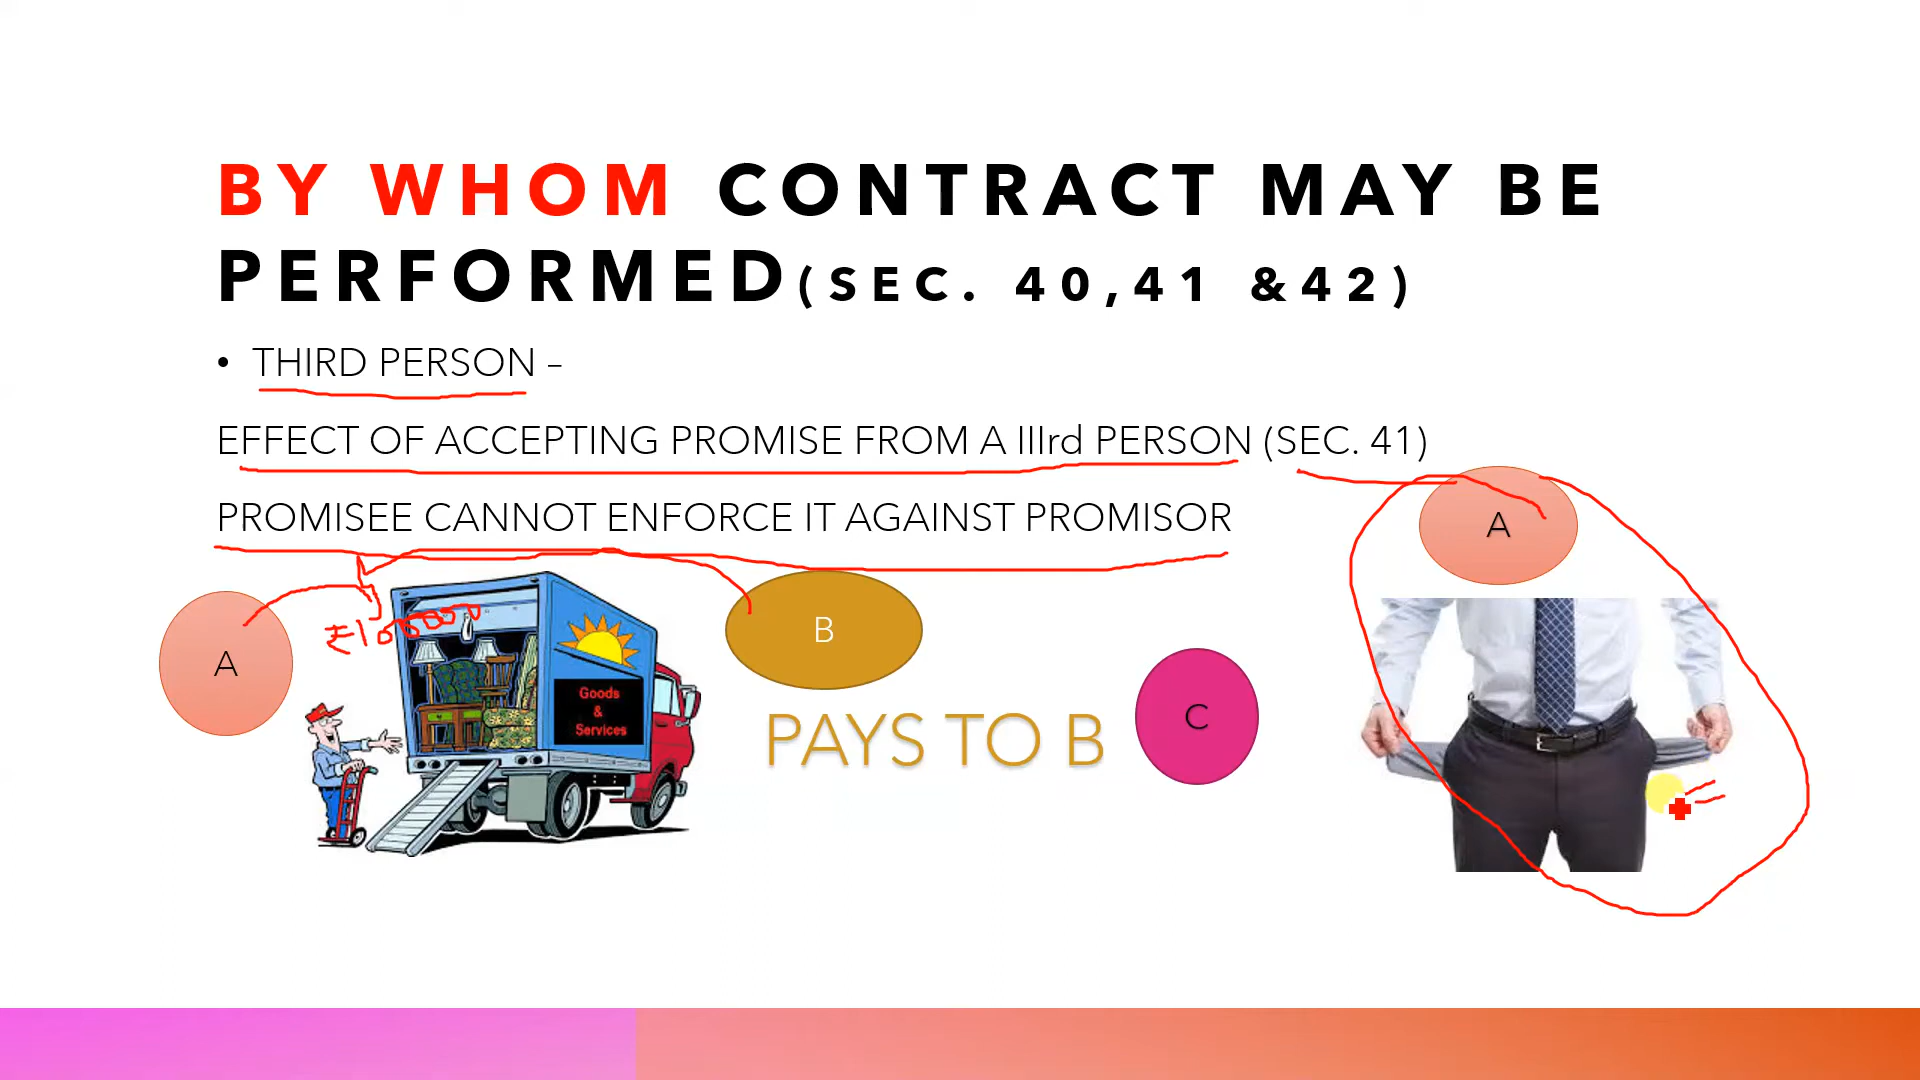 BY WHOM CONTRACT MAY BE
PERFORMED(SEC. 40,41 &42)
• THIRD PERSON –
EFFECT OF ACCEPTING PROMISE FROM A IIIrd PERSON (SEC. 41)
PROMISEE CANNOT ENFORCE IT AGAINST PROMISOR
A
A
₹100000
B
Goods
&
Services
PAYS TO B
C